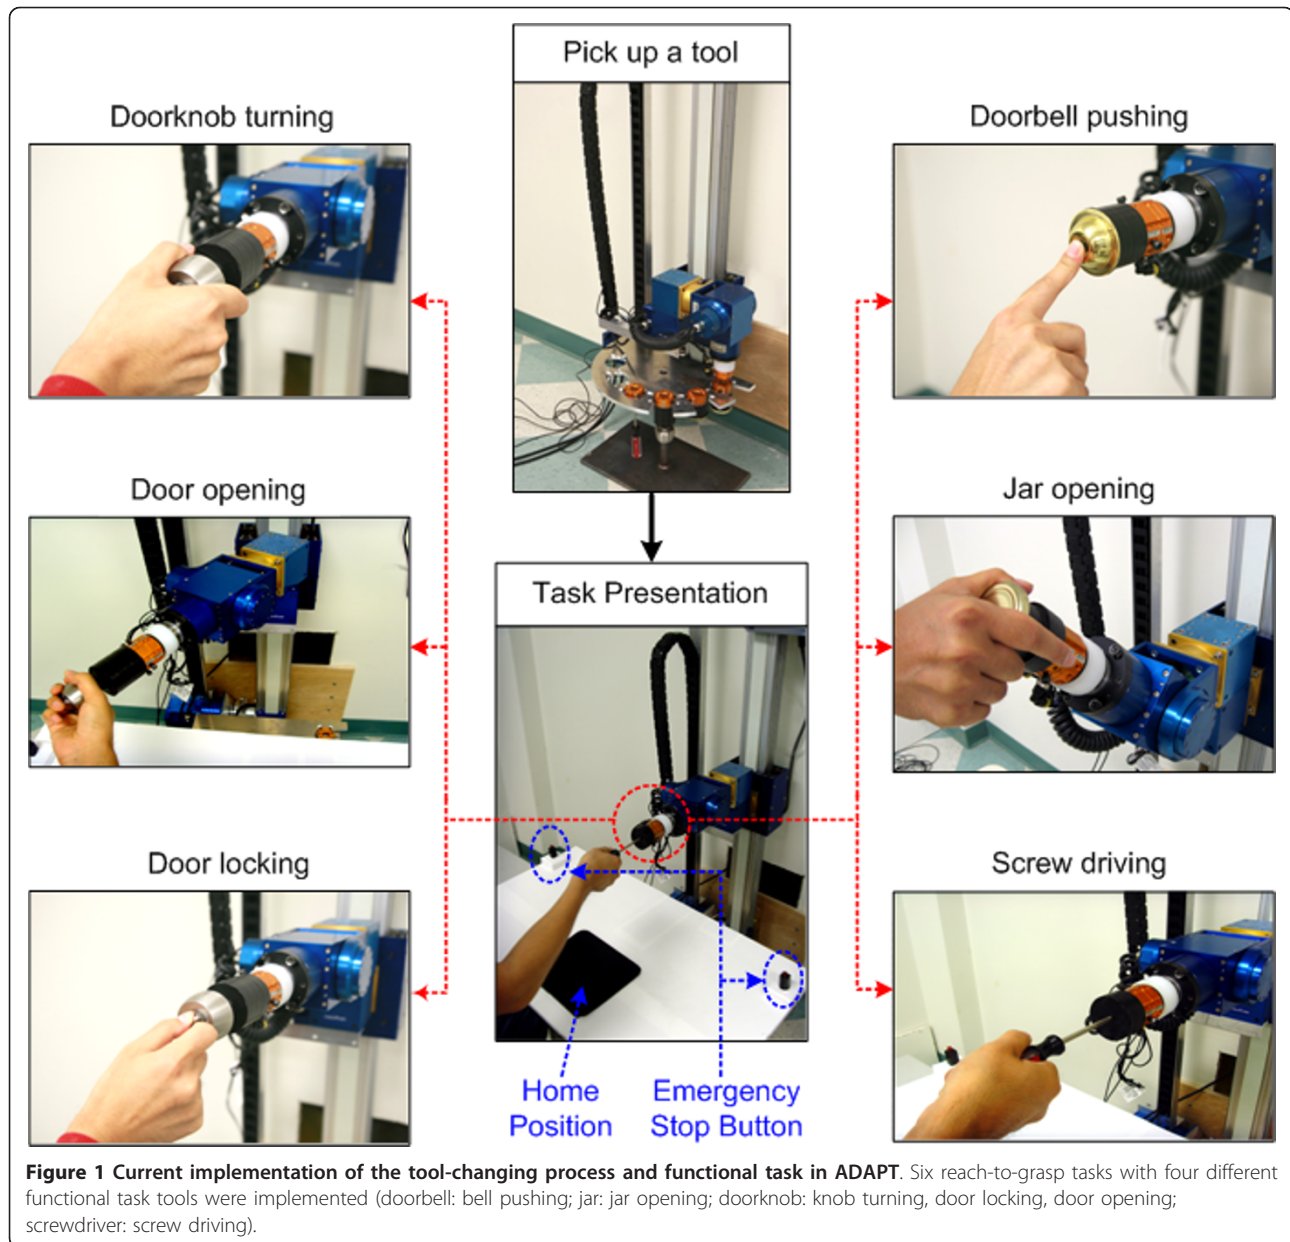 Pick up a tool
Doorknob turning
Doorbell pushing
Door opening
Jar opening
Task Presentation
Door locking
Screw driving
Home
Position
Emergency
Stop Button
Figure 1 Current implementation of the tool-changing process and functional task in ADAPT. Six reach-to-grasp tasks with four different
functional task tools were implemented (doorbell: bell pushing; jar: jar opening; doorknob: knob turning, door locking, door opening;
screwdriver: screw driving).